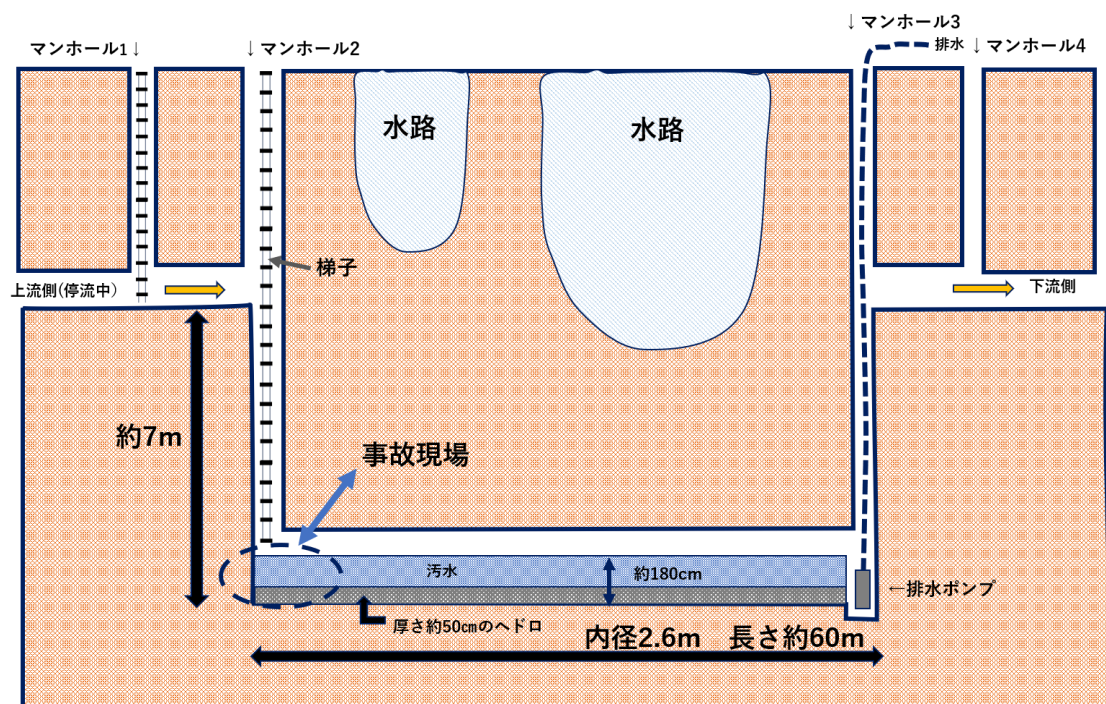 ↓マンホール3
マンホール1↓
↓マンホール2
排水
↓マンホール4
水路
水路
梯子
上流側(停流中)
下流側
約7m
事故現場
汚水
約180cm
←排水ポンプ
厚さ約50㎝のヘドロ
内径2.6m 長さ約60m